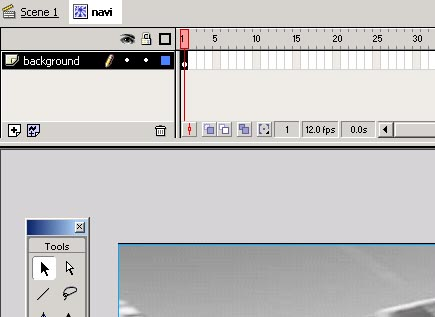 Scene 1 navi
1 5 10 15 20 25 30
background
1 12.0 fps 0.0s
Tools